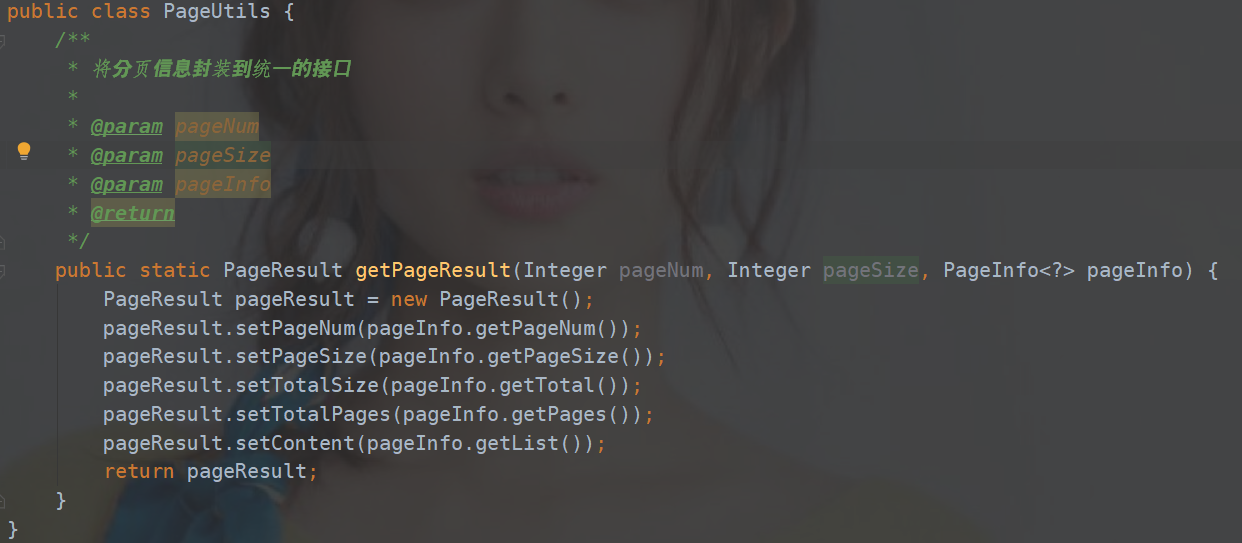 public class PageUtils {
/**
* 将分页信息封装到统一的接口
*
* @param pageNum
* @param pageSize
* @param pageInfo
* @return
*/
public static PageResult getPageResult(Integer pageNum, Integer pageSize, PageInfo<?> pageInfo) {
PageResult pageResult = new PageResult();
pageResult.setPageNum(pageInfo.getPageNum());
pageResult.setPageSize(pageInfo.getPageSize());
pageResult.setTotalSize(pageInfo.getTotal());
pageResult.setTotalPages(pageInfo.getPages());
pageResult.setContent(pageInfo.getList());
return pageResult;
}
}